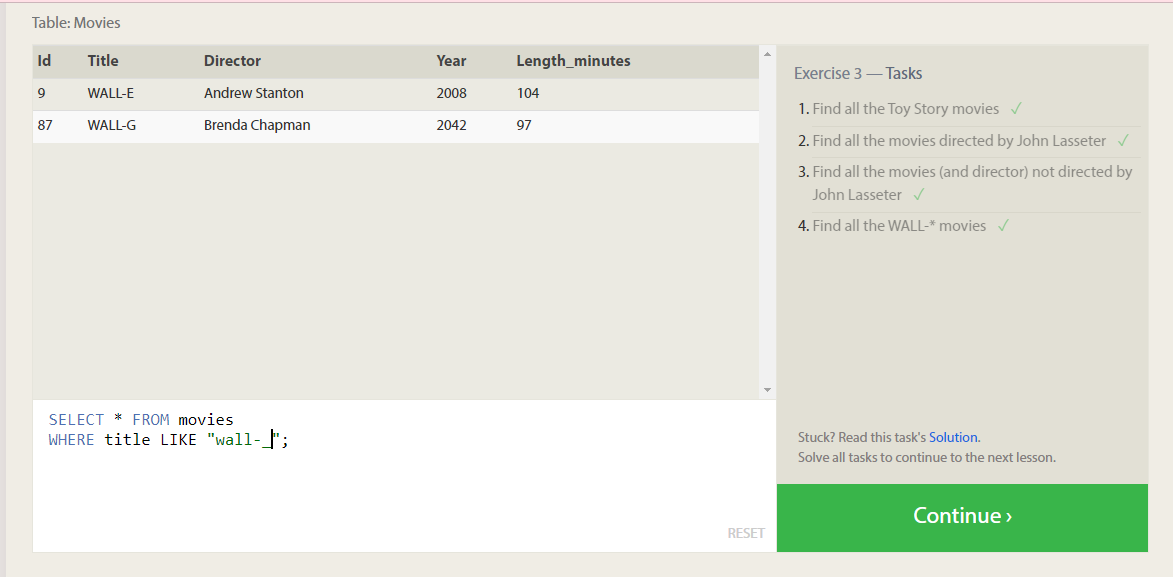 Table: Movies
Id Title Director Year Length_minutes
9 WALL-E Andrew Stanton 2008 104
87 WALL-G Brenda Chapman 2042 97
SELECT * FROM movies
WHERE title LIKE "wall-_";
RESET
Exercise 3 — Tasks
1. Find all the Toy Story movies ✓
2. Find all the movies directed by John Lasseter ✓
3. Find all the movies (and director) not directed by
John Lasseter ✓
4. Find all the WALL-* movies ✓
Stuck? Read this task's Solution.
Solve all tasks to continue to the next lesson.
Continue ›